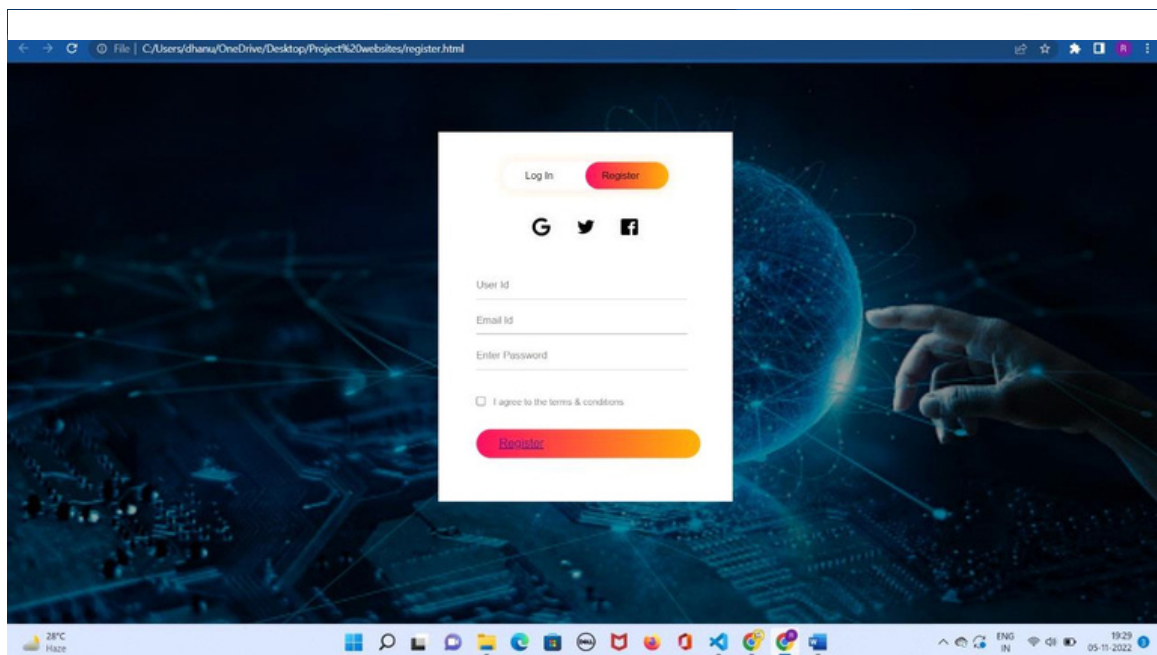 File | C:/Users/dhanu/OneDrive/Desktop/Project%20websites/register.html
R
Log In Register
User Id
Email Id
Enter Password
I agree to the terms & conditions
Register
28°C
Haze
DELL
ENG
IN
19:29
05-11-2022